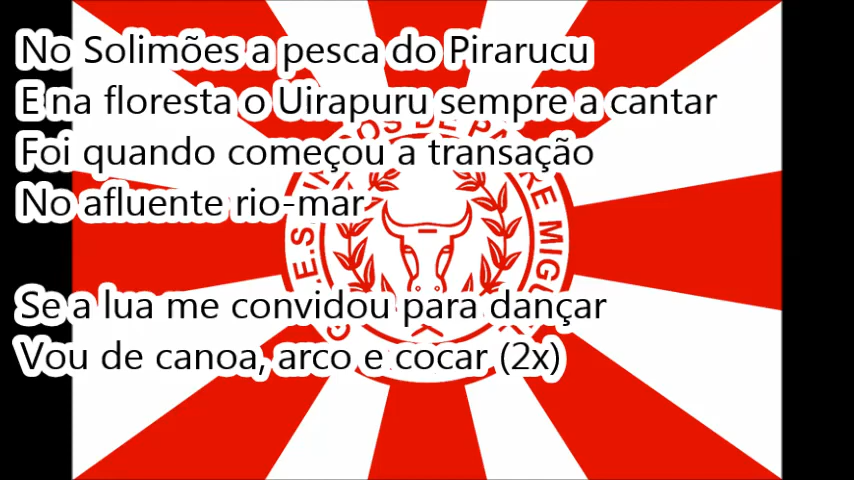 No Solimões a pesca do Pirarucu
E na floresta o Uirapuru sempre a cantar
Foi quando começou a transação
No afluente rio-mar
Se a lua me convidou para dançar
Vou de canoa, arco e cocar (2x)